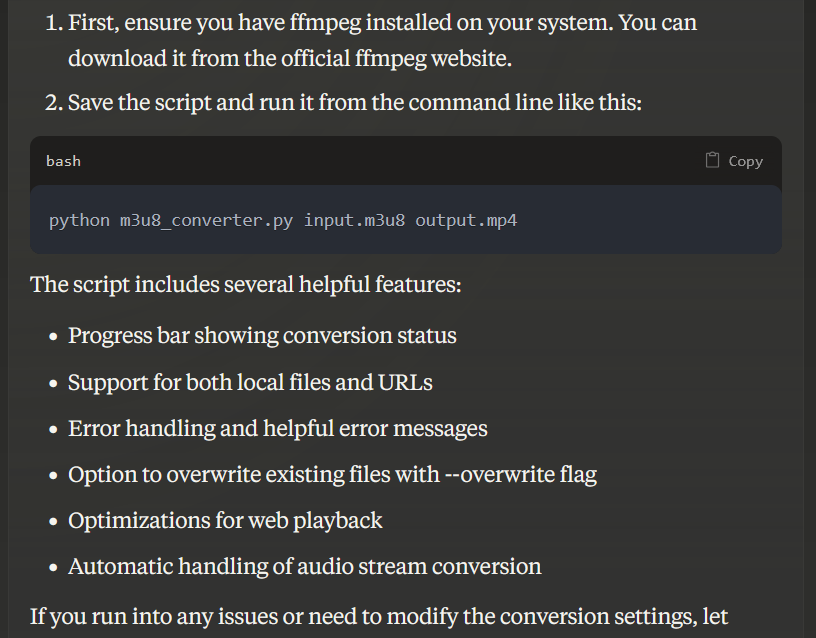 1. First, ensure you have ffmpeg installed on your system. You can
download it from the official ffmpeg website.
2. Save the script and run it from the command line like this:
bash
Copy
python m3u8_converter.py input.m3u8 output.mp4
The script includes several helpful features:
• Progress bar showing conversion status
• Support for both local files and URLs
• Error handling and helpful error messages
• Option to overwrite existing files with --overwrite flag
• Optimizations for web playback
• Automatic handling of audio stream conversion
If you run into any issues or need to modify the conversion settings, let